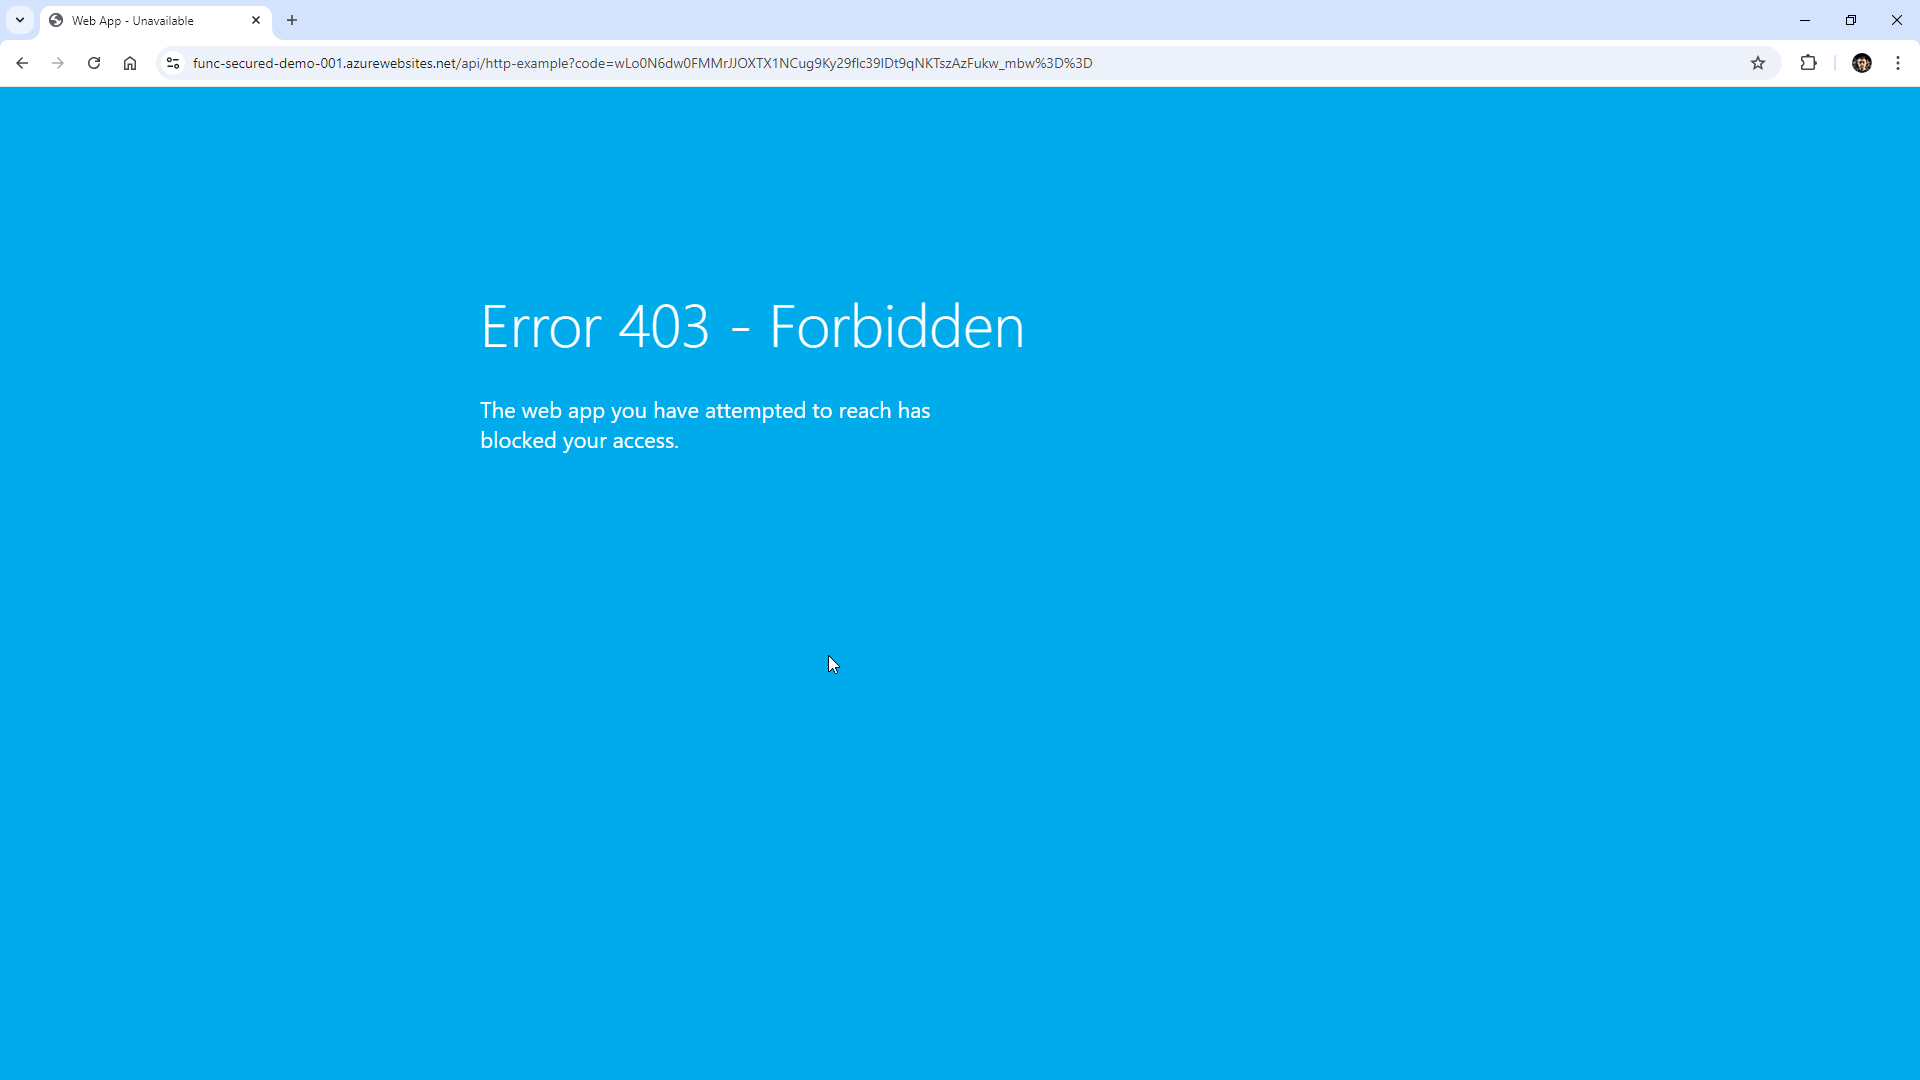 Web App - Unavailable
func-secured-demo-001.azurewebsites.net/api/http-example?code=wLo0N6dw0FMMrJJOXTX1NCug9Ky29flc39IDt9qNKTszAzFukw_mbw%3D%3D
Error 403 - Forbidden
The web app you have attempted to reach has
blocked your access.